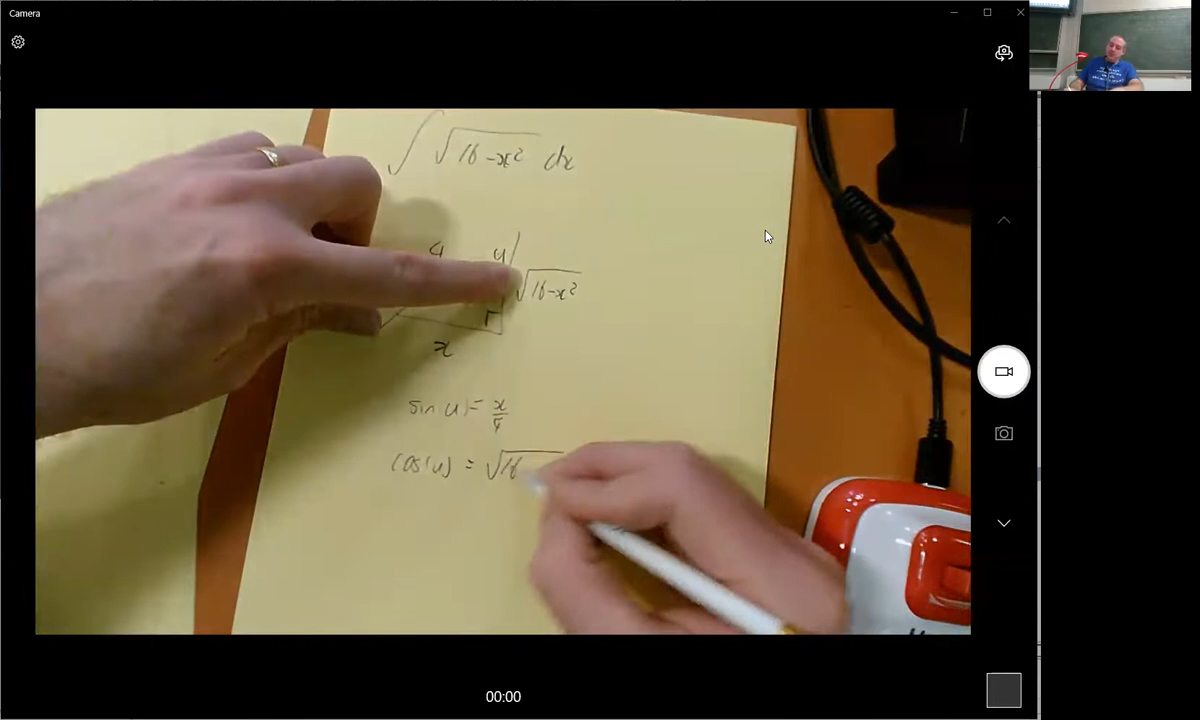 Camera
∫ √16-x² dx
4 u
√16-x²
x
sin(u) = x/4
cos(u) = √16
00:00